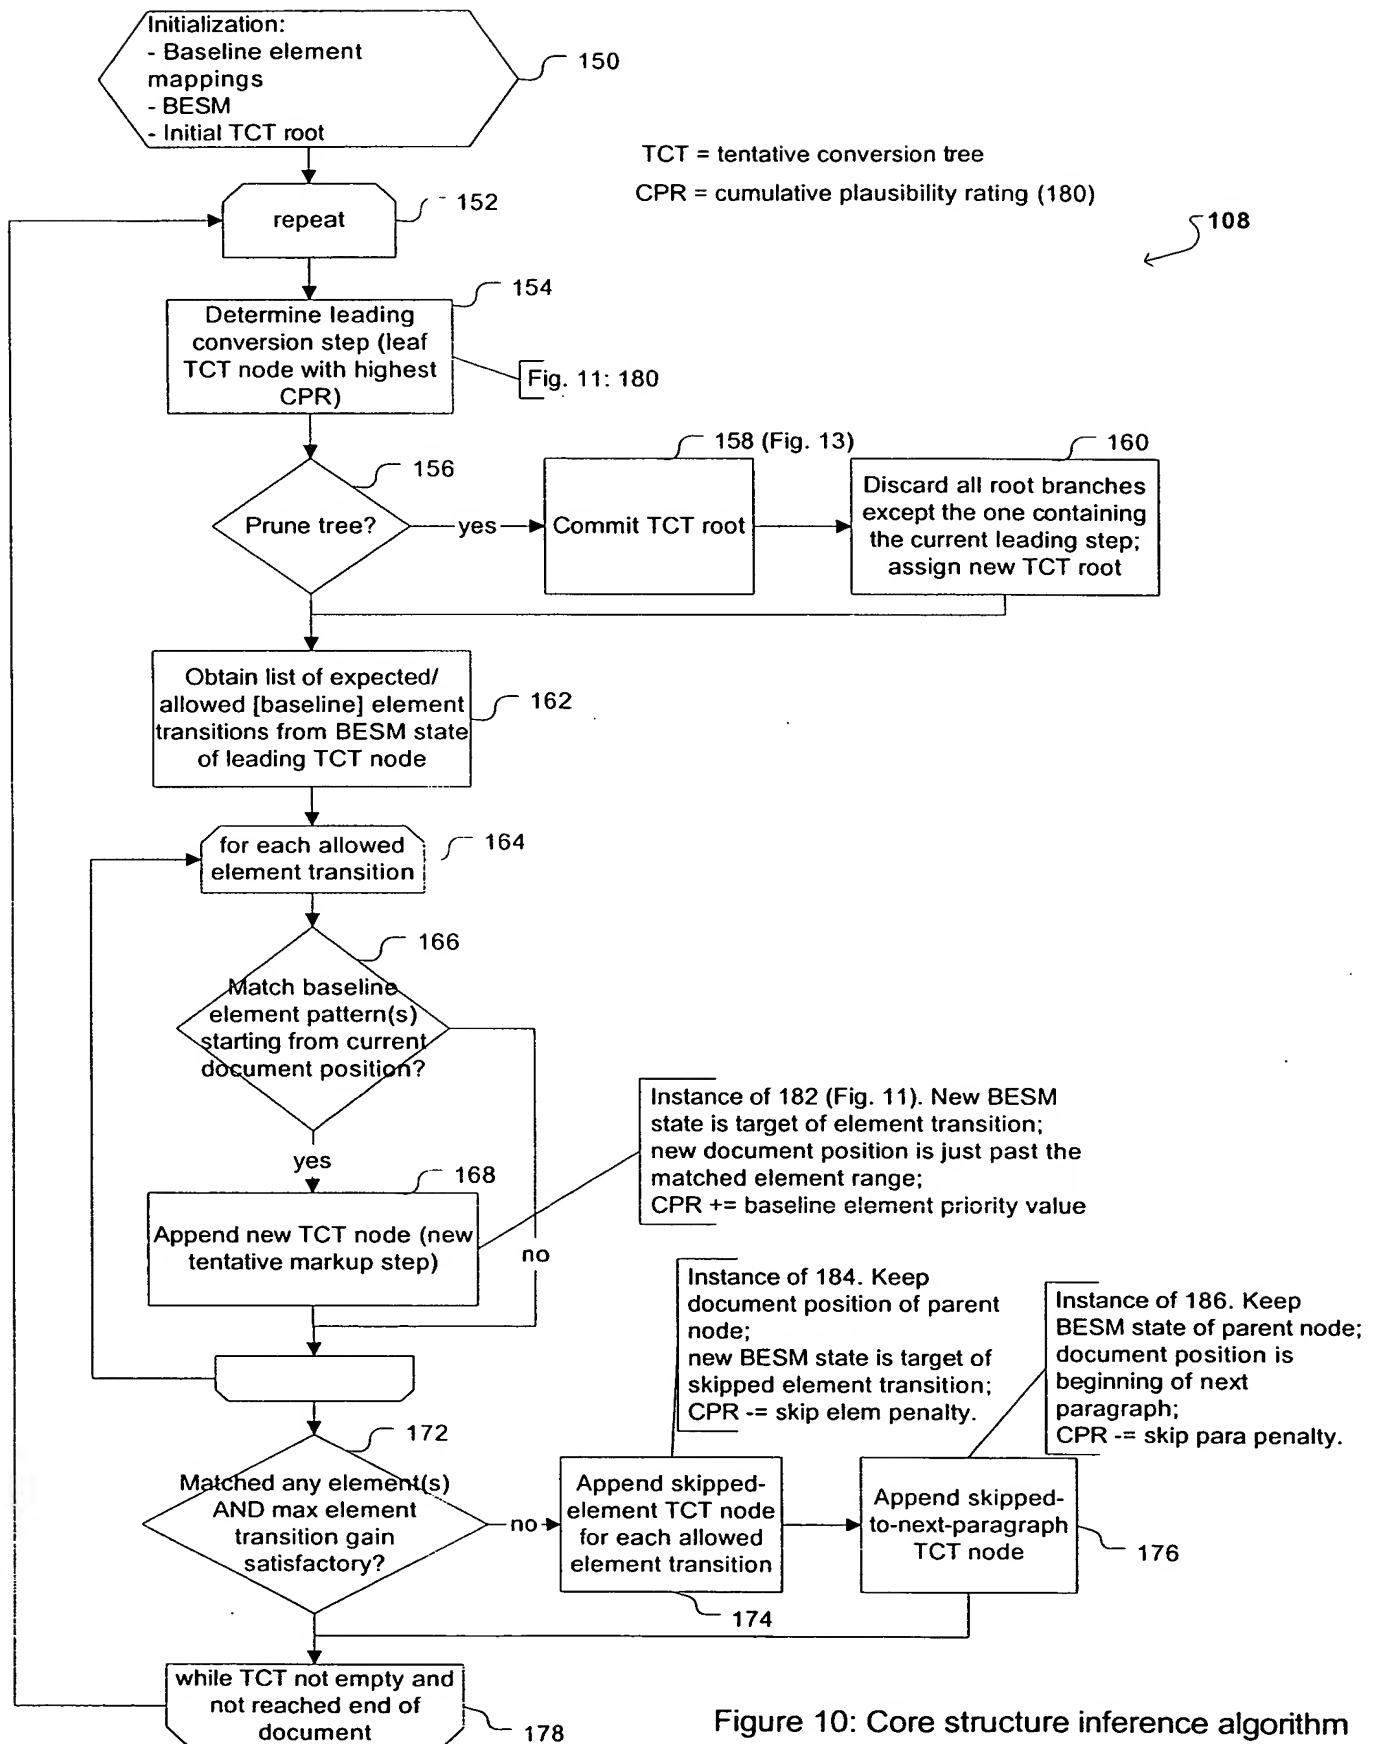 Initialization:
- Baseline element
mappings
- BESM
- Initial TCT root
150
TCT = tentative conversion tree
CPR = cumulative plausibility rating (180)
108
repeat
152
154
Determine leading
conversion step (leaf
TCT node with highest
CPR)
Fig. 11: 180
156
Prune tree?
yes
158 (Fig. 13)
Commit TCT root
160
Discard all root branches
except the one containing
the current leading step;
assign new TCT root
Obtain list of expected/
allowed [baseline] element
transitions from BESM state
of leading TCT node
162
for each allowed
element transition
164
166
Match baseline
element pattern(s)
starting from current
document position?
yes
no
168
Append new TCT node (new
tentative markup step)
Instance of 182 (Fig. 11). New BESM
state is target of element transition;
new document position is just past the
matched element range;
CPR += baseline element priority value
Instance of 184. Keep
document position of parent
node;
new BESM state is target of
skipped element transition;
CPR -= skip elem penalty.
Instance of 186. Keep
BESM state of parent node;
document position is
beginning of next
paragraph;
CPR -= skip para penalty.
172
Matched any element(s)
AND max element
transition gain
satisfactory?
no
Append skipped-
element TCT node
for each allowed
element transition
174
Append skipped-
to-next-paragraph
TCT node
176
while TCT not empty and
not reached end of
document
178
Figure 10: Core structure inference algorithm